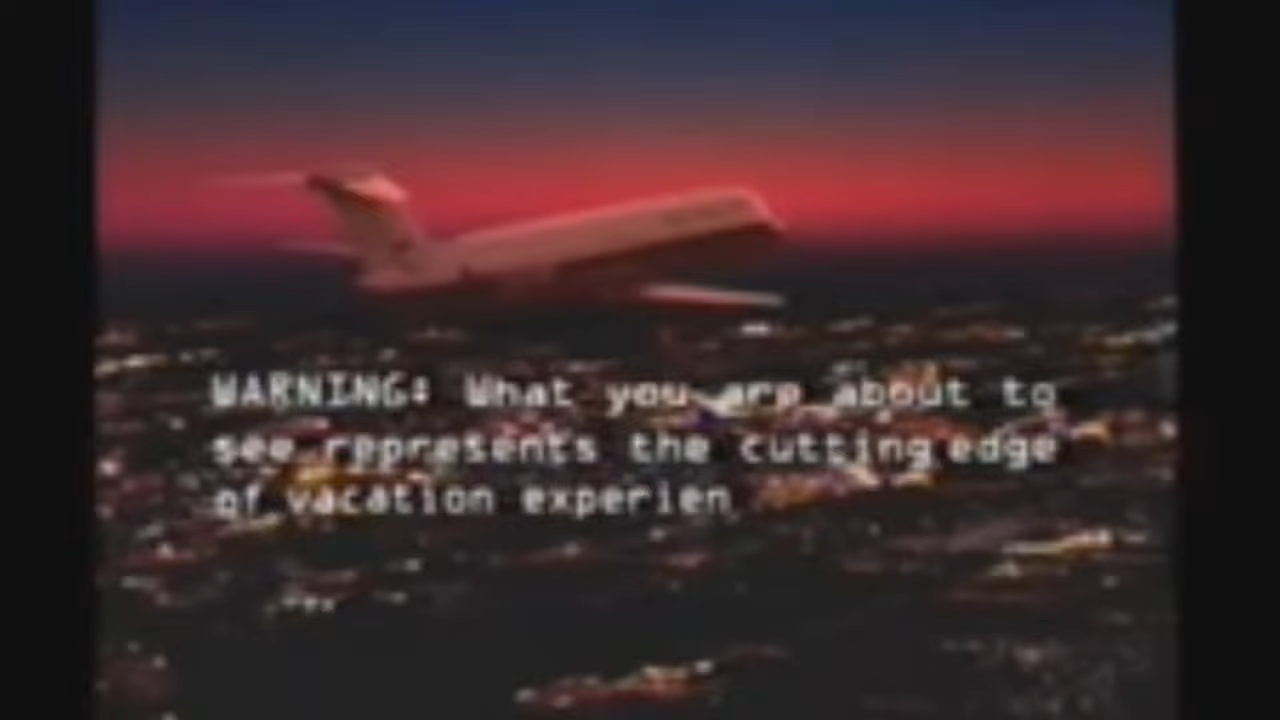 WARNING: What you are about to
see represents the cutting edge
of vacation experien